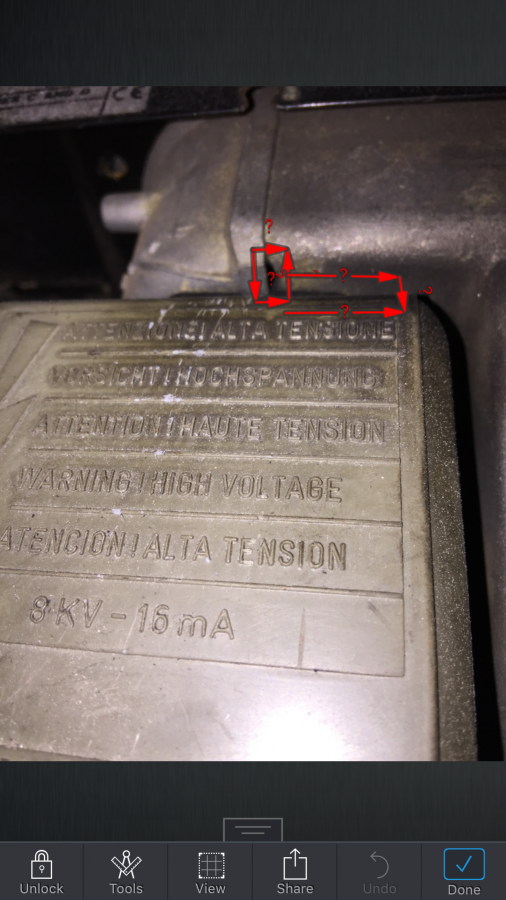 ?
?
?
?
?
ATTENZIONE! ALTA TENSIONE
VORSICHT! HOCHSPANNUNG
ATTENTION! HAUTE TENSION
WARNING! HIGH VOLTAGE
ATENCION! ALTA TENSION
8 KV - 16 mA
Unlock
Tools
View
Share
Undo
Done